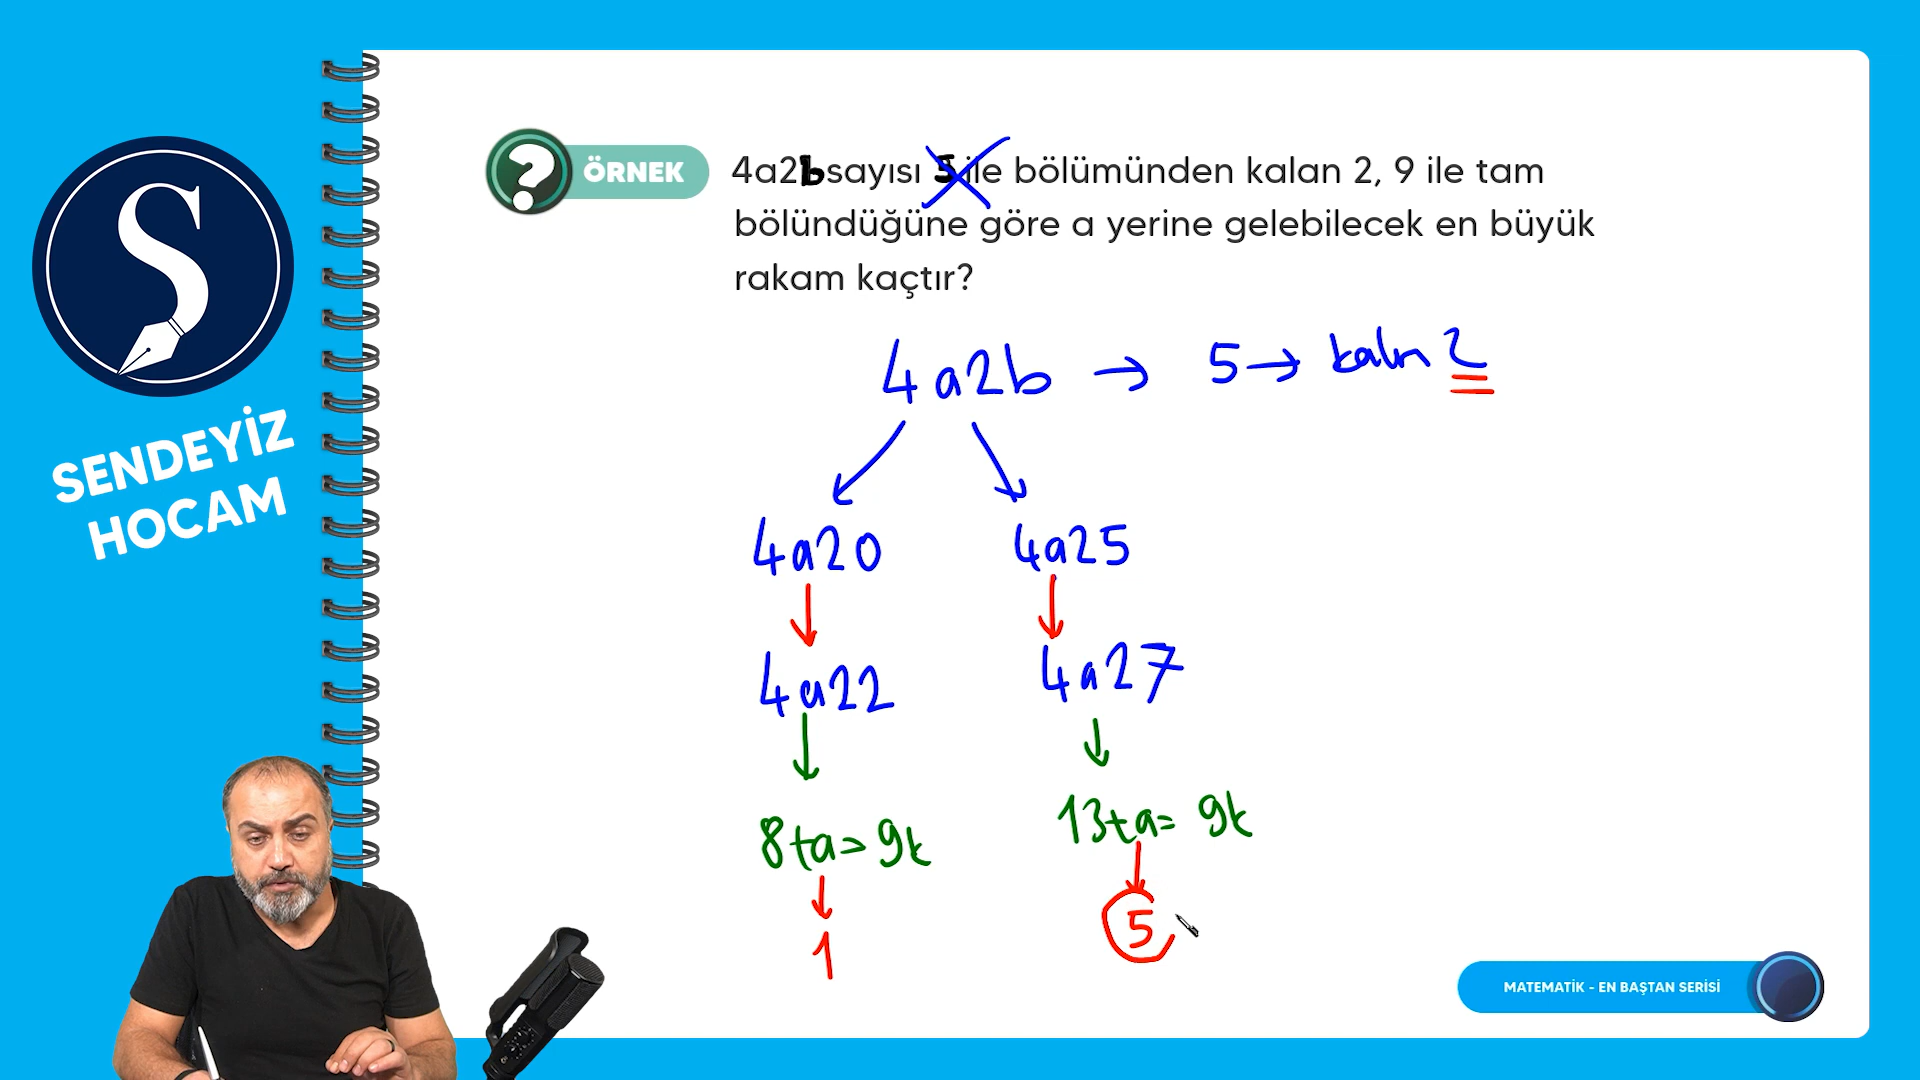 S
SENDEYİZ
HOCAM
? ÖRNEK
4a2b sayısı 5 ile bölümünden kalan 2, 9 ile tam
bölündüğüne göre a yerine gelebilecek en büyük
rakam kaçtır?
4a2b → 5 → kalan 2
4a20 4a25
4a22 4a27
8+a=9k 13+a=9k
1 5
MATEMATİK - EN BAŞTAN SERİSİ